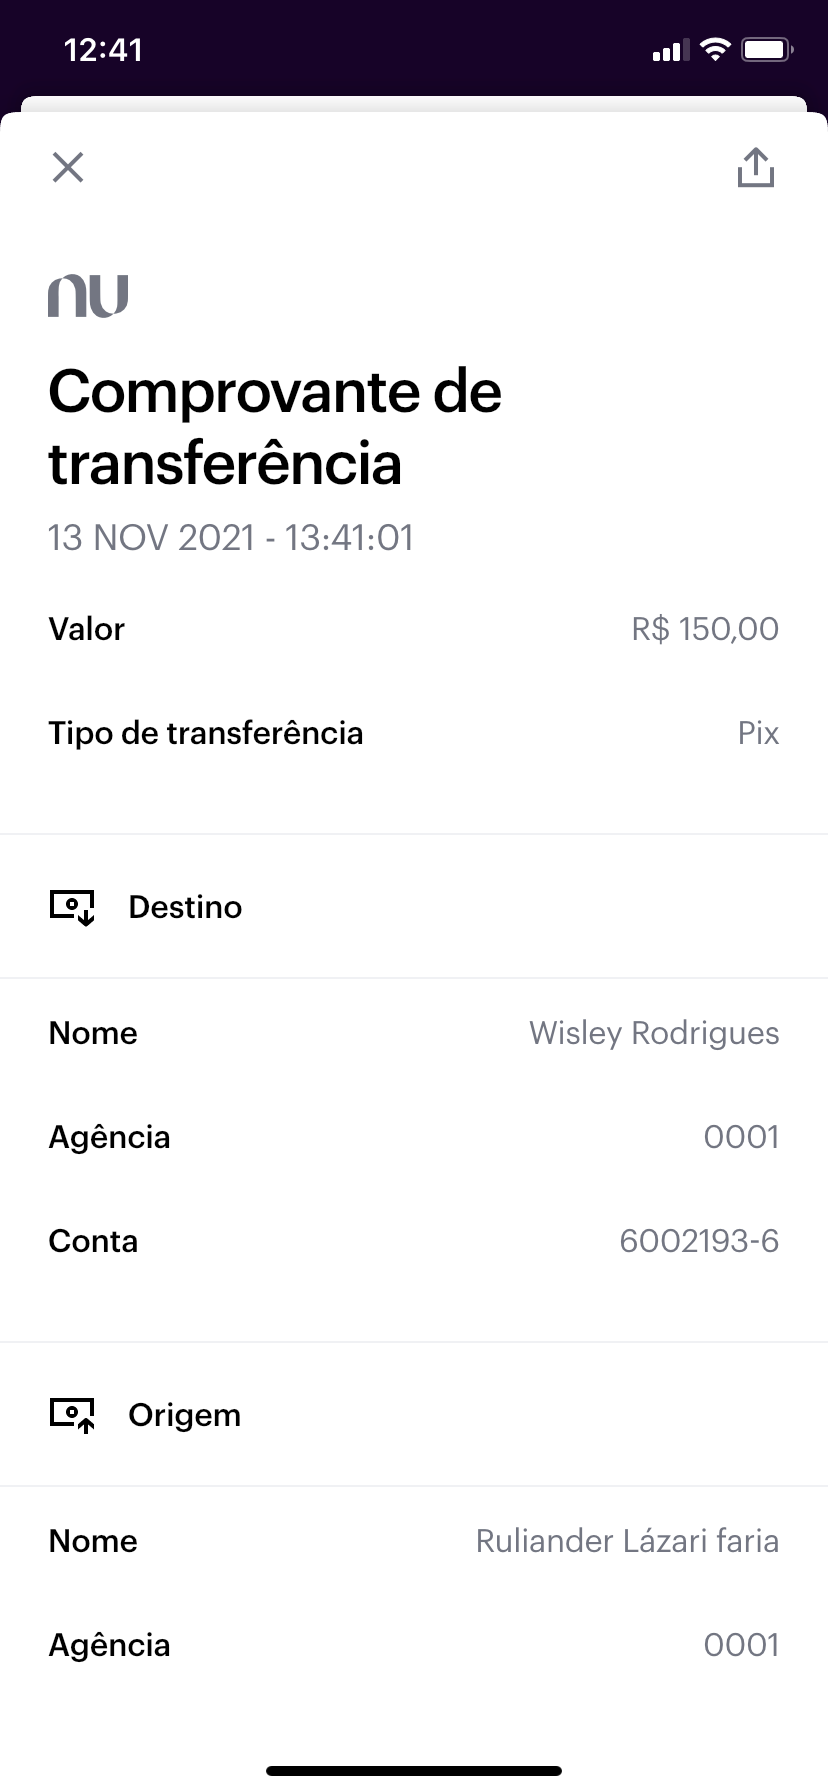 12:41
nu
Comprovante de
transferência
13 NOV 2021 - 13:41:01
Valor R$ 150,00
Tipo de transferência Pix
Destino
Nome Wisley Rodrigues
Agência 0001
Conta 6002193-6
Origem
Nome Ruliander Lázari faria
Agência 0001